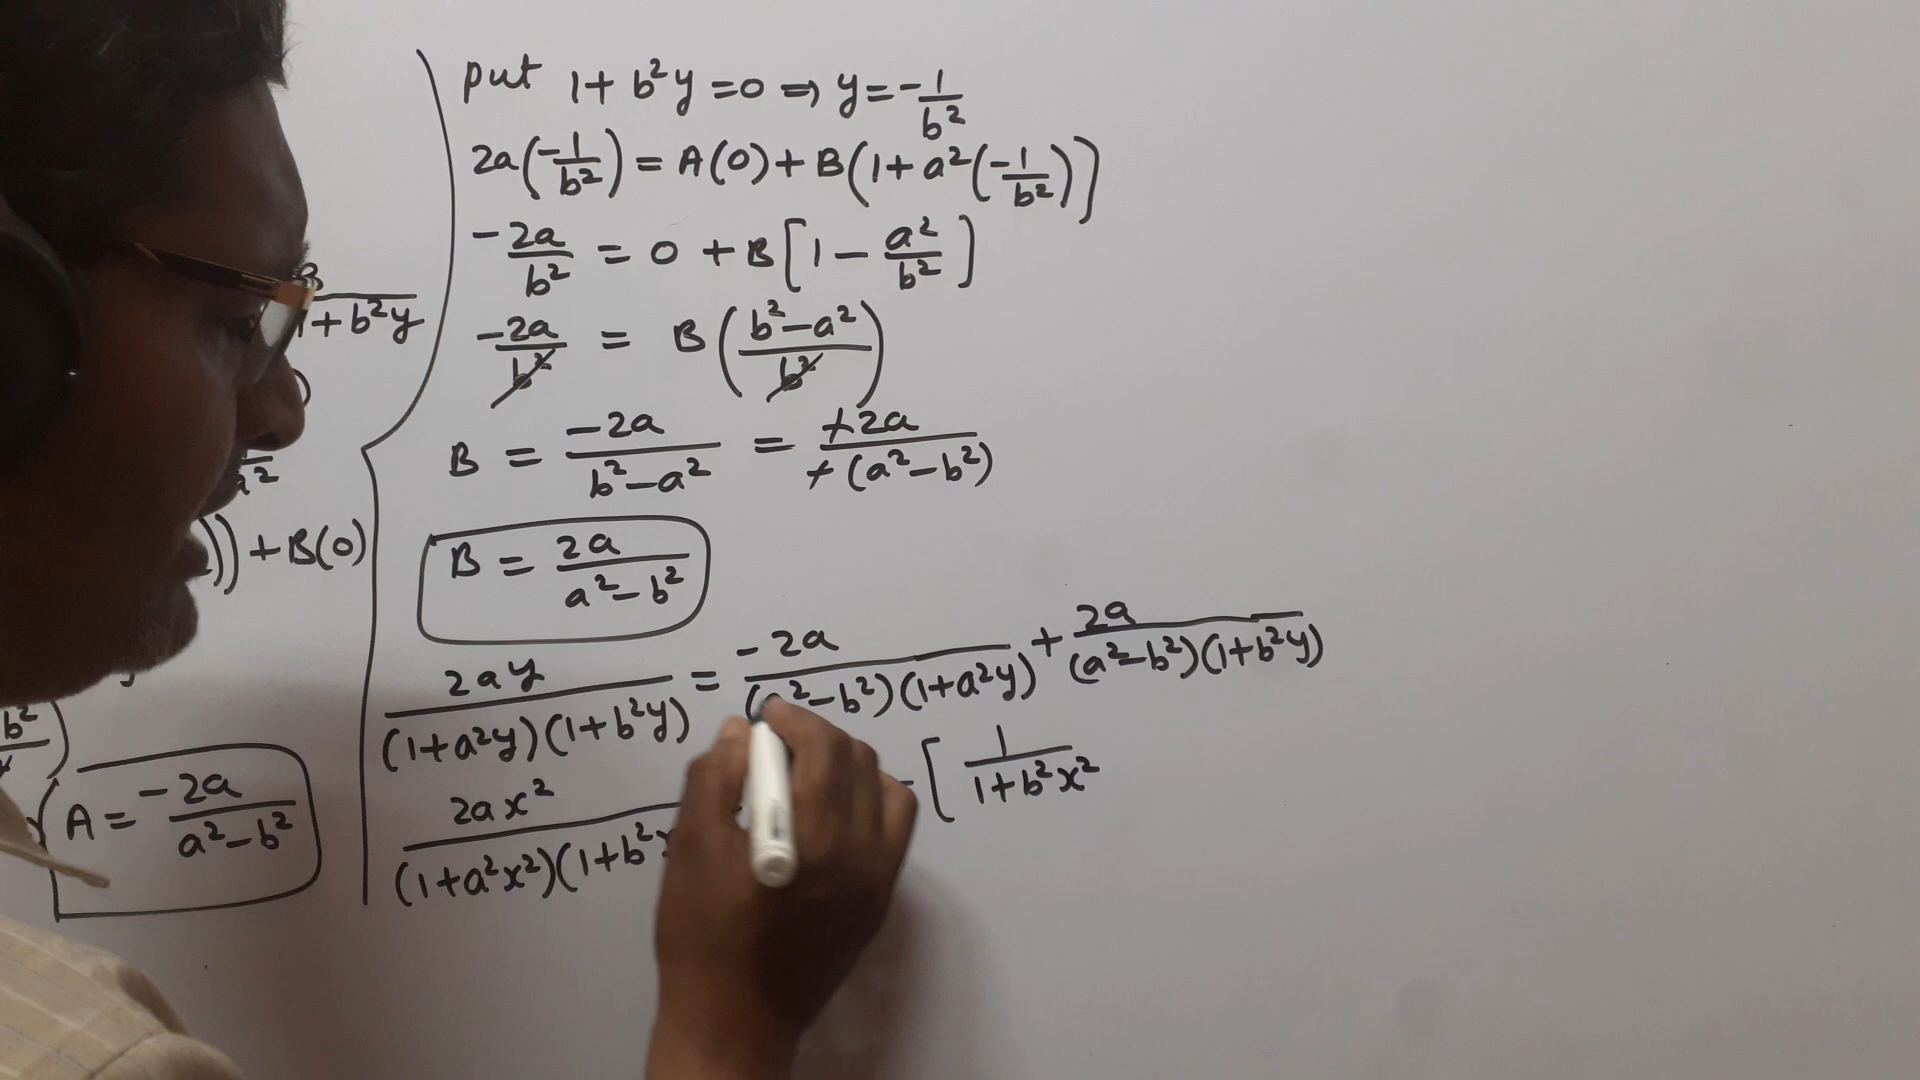 B
1+b²y
a²
))+B(0)
b²
A = -2a/(a²-b²)
put 1+b²y=0 ⇒ y=-1/b²
2a(-1/b²) = A(0)+B(1+a²(-1/b²)]
-2a/b² = 0+B[1-a²/b²]
-2a/b² = B((b²-a²)/b²)
B = -2a/(b²-a²) = +2a/+(a²-b²)
B = 2a/(a²-b²)
2ay/((1+a²y)(1+b²y)) = -2a/((a²-b²)(1+a²y)) + 2a/((a²-b²)(1+b²y))
2ax²/((1+a²x²)(1+b² [1/(1+b²x²)